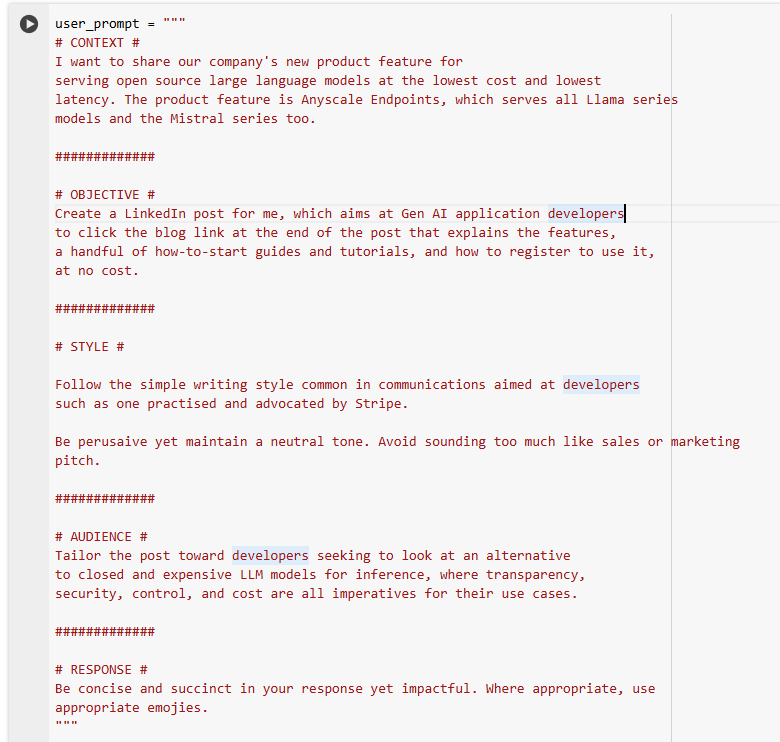 user_prompt = """
# CONTEXT #
I want to share our company's new product feature for
serving open source large language models at the lowest cost and lowest
latency. The product feature is Anyscale Endpoints, which serves all Llama series
models and the Mistral series too.
#############
# OBJECTIVE #
Create a LinkedIn post for me, which aims at Gen AI application developers
to click the blog link at the end of the post that explains the features,
a handful of how-to-start guides and tutorials, and how to register to use it,
at no cost.
#############
# STYLE #
Follow the simple writing style common in communications aimed at developers
such as one practised and advocated by Stripe.
Be perusaive yet maintain a neutral tone. Avoid sounding too much like sales or marketing
pitch.
#############
# AUDIENCE #
Tailor the post toward developers seeking to look at an alternative
to closed and expensive LLM models for inference, where transparency,
security, control, and cost are all imperatives for their use cases.
#############
# RESPONSE #
Be concise and succinct in your response yet impactful. Where appropriate, use
appropriate emojies.
"""